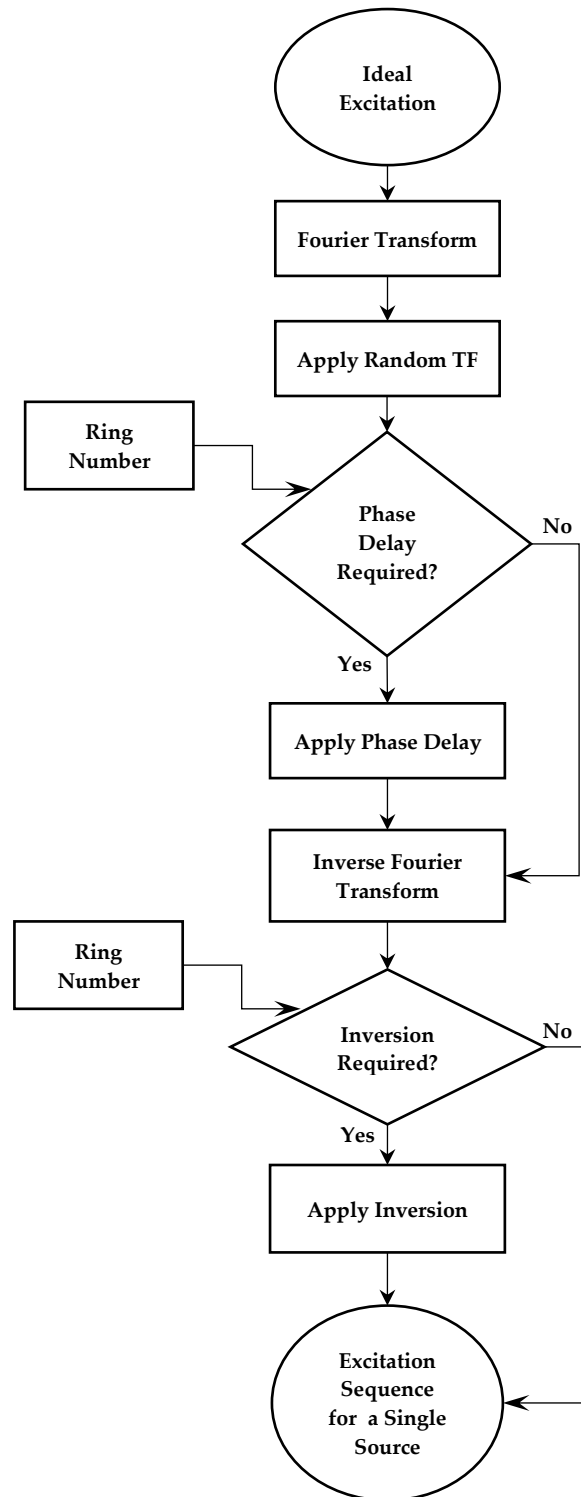 Ideal
Excitation
Fourier Transform
Apply Random TF
Ring
Number
Phase
Delay
Required?
No
Yes
Apply Phase Delay
Inverse Fourier
Transform
Ring
Number
Inversion
Required?
No
Yes
Apply Inversion
Excitation
Sequence
for a Single
Source